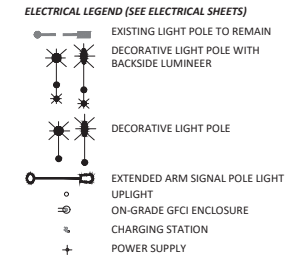 ELECTRICAL LEGEND (SEE ELECTRICAL SHEETS)
EXISTING LIGHT POLE TO REMAIN
DECORATIVE LIGHT POLE WITH
BACKSIDE LUMINEER
DECORATIVE LIGHT POLE
EXTENDED ARM SIGNAL POLE LIGHT
UPLIGHT
ON-GRADE GFCI ENCLOSURE
CHARGING STATION
POWER SUPPLY